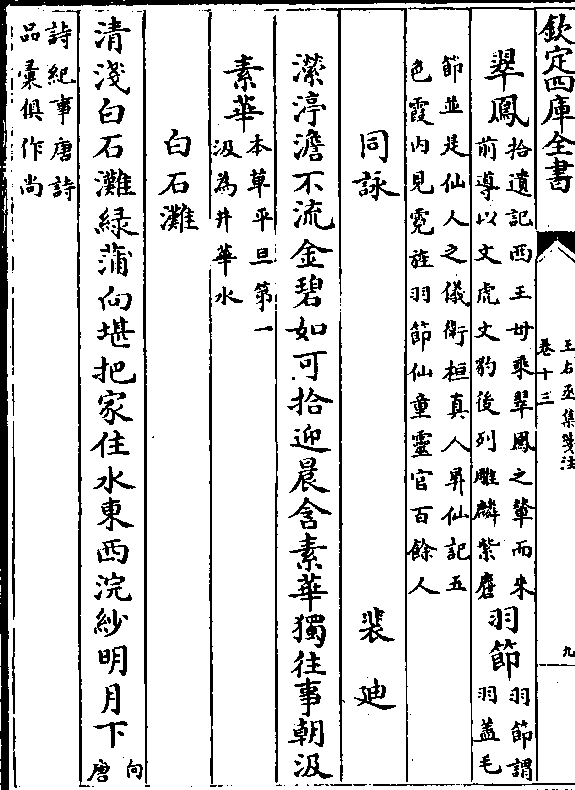 欽定四庫全書
王右丞集箋注
卷十三
九
翠鳳
拾遺記西王母乘翠鳳之輦而來
前導以文虎文豹後列雕麟紫麏
羽節
羽節謂
羽蓋毛
節並是仙人之儀衛桓真人昇仙記五
色霞内見霓旌羽節仙童靈官百餘人
同詠 裴廸
瀠渟澹不流金碧如可拾迎晨含素華獨往事朝汲
素華
本草平旦第一
汲為井華水
白石灘
清淺白石灘緑蒲向堪把家住水東西浣紗明月下
向
唐
詩紀事唐詩
品彚俱作尚